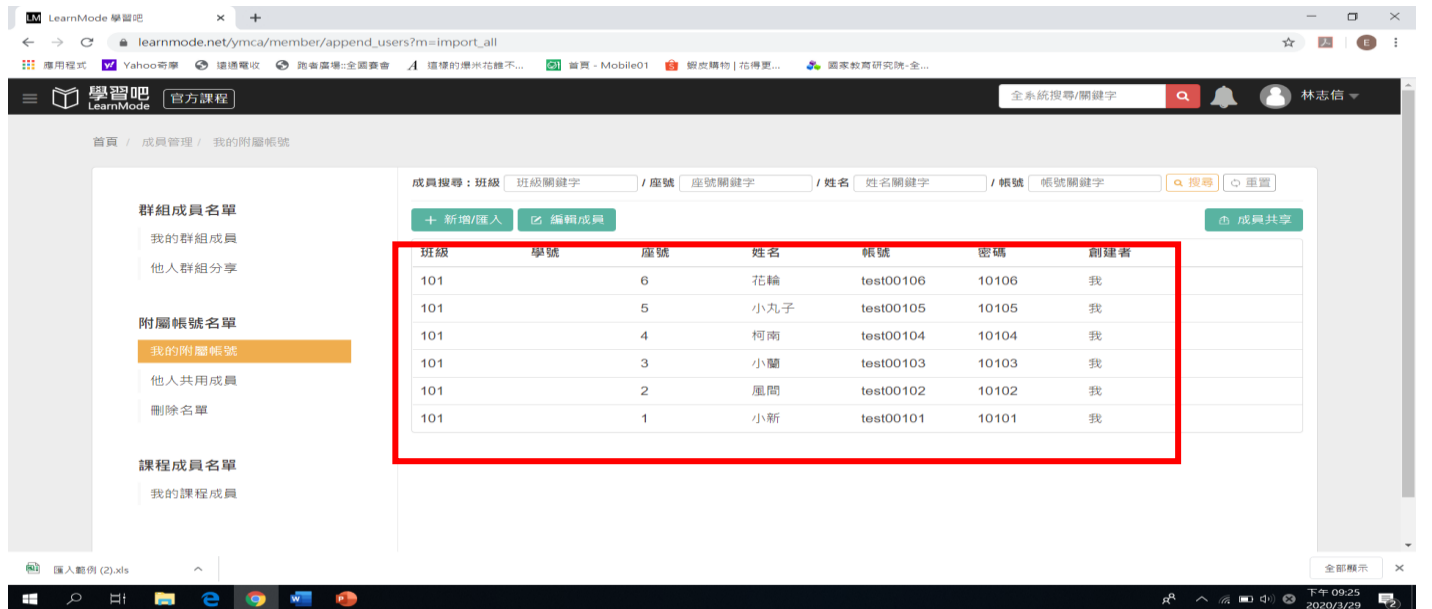 LM LearnMode 學習吧
learnmode.net/ymca/member/append_users?m=import_all
E
應用程式 Yahoo奇摩 遠通電收 跑者廣場::全國賽會 這樣的爆米花誰不... 首頁 - Mobile01 蝦皮購物 | 花得更... 國家教育研究院-全...
學習吧 LearnMode 官方課程 全系統搜尋/關鍵字 林志信
首頁 / 成員管理 / 我的附屬帳號
成員搜尋:班級 班級關鍵字 / 座號 座號關鍵字 / 姓名 姓名關鍵字 / 帳號 帳號關鍵字 搜尋 重置
群組成員名單
我的群組成員
他人群組分享
附屬帳號名單
我的附屬帳號
他人共用成員
刪除名單
課程成員名單
我的課程成員
+ 新增/匯入 編輯成員 成員共享
班級 學號 座號 姓名 帳號 密碼 創建者
101 6 花輪 test00106 10106 我
101 5 小丸子 test00105 10105 我
101 4 柯南 test00104 10104 我
101 3 小蘭 test00103 10103 我
101 2 風間 test00102 10102 我
101 1 小新 test00101 10101 我
匯入範例 (2).xls 全部顯示
下午 09:25
2020/3/29
2